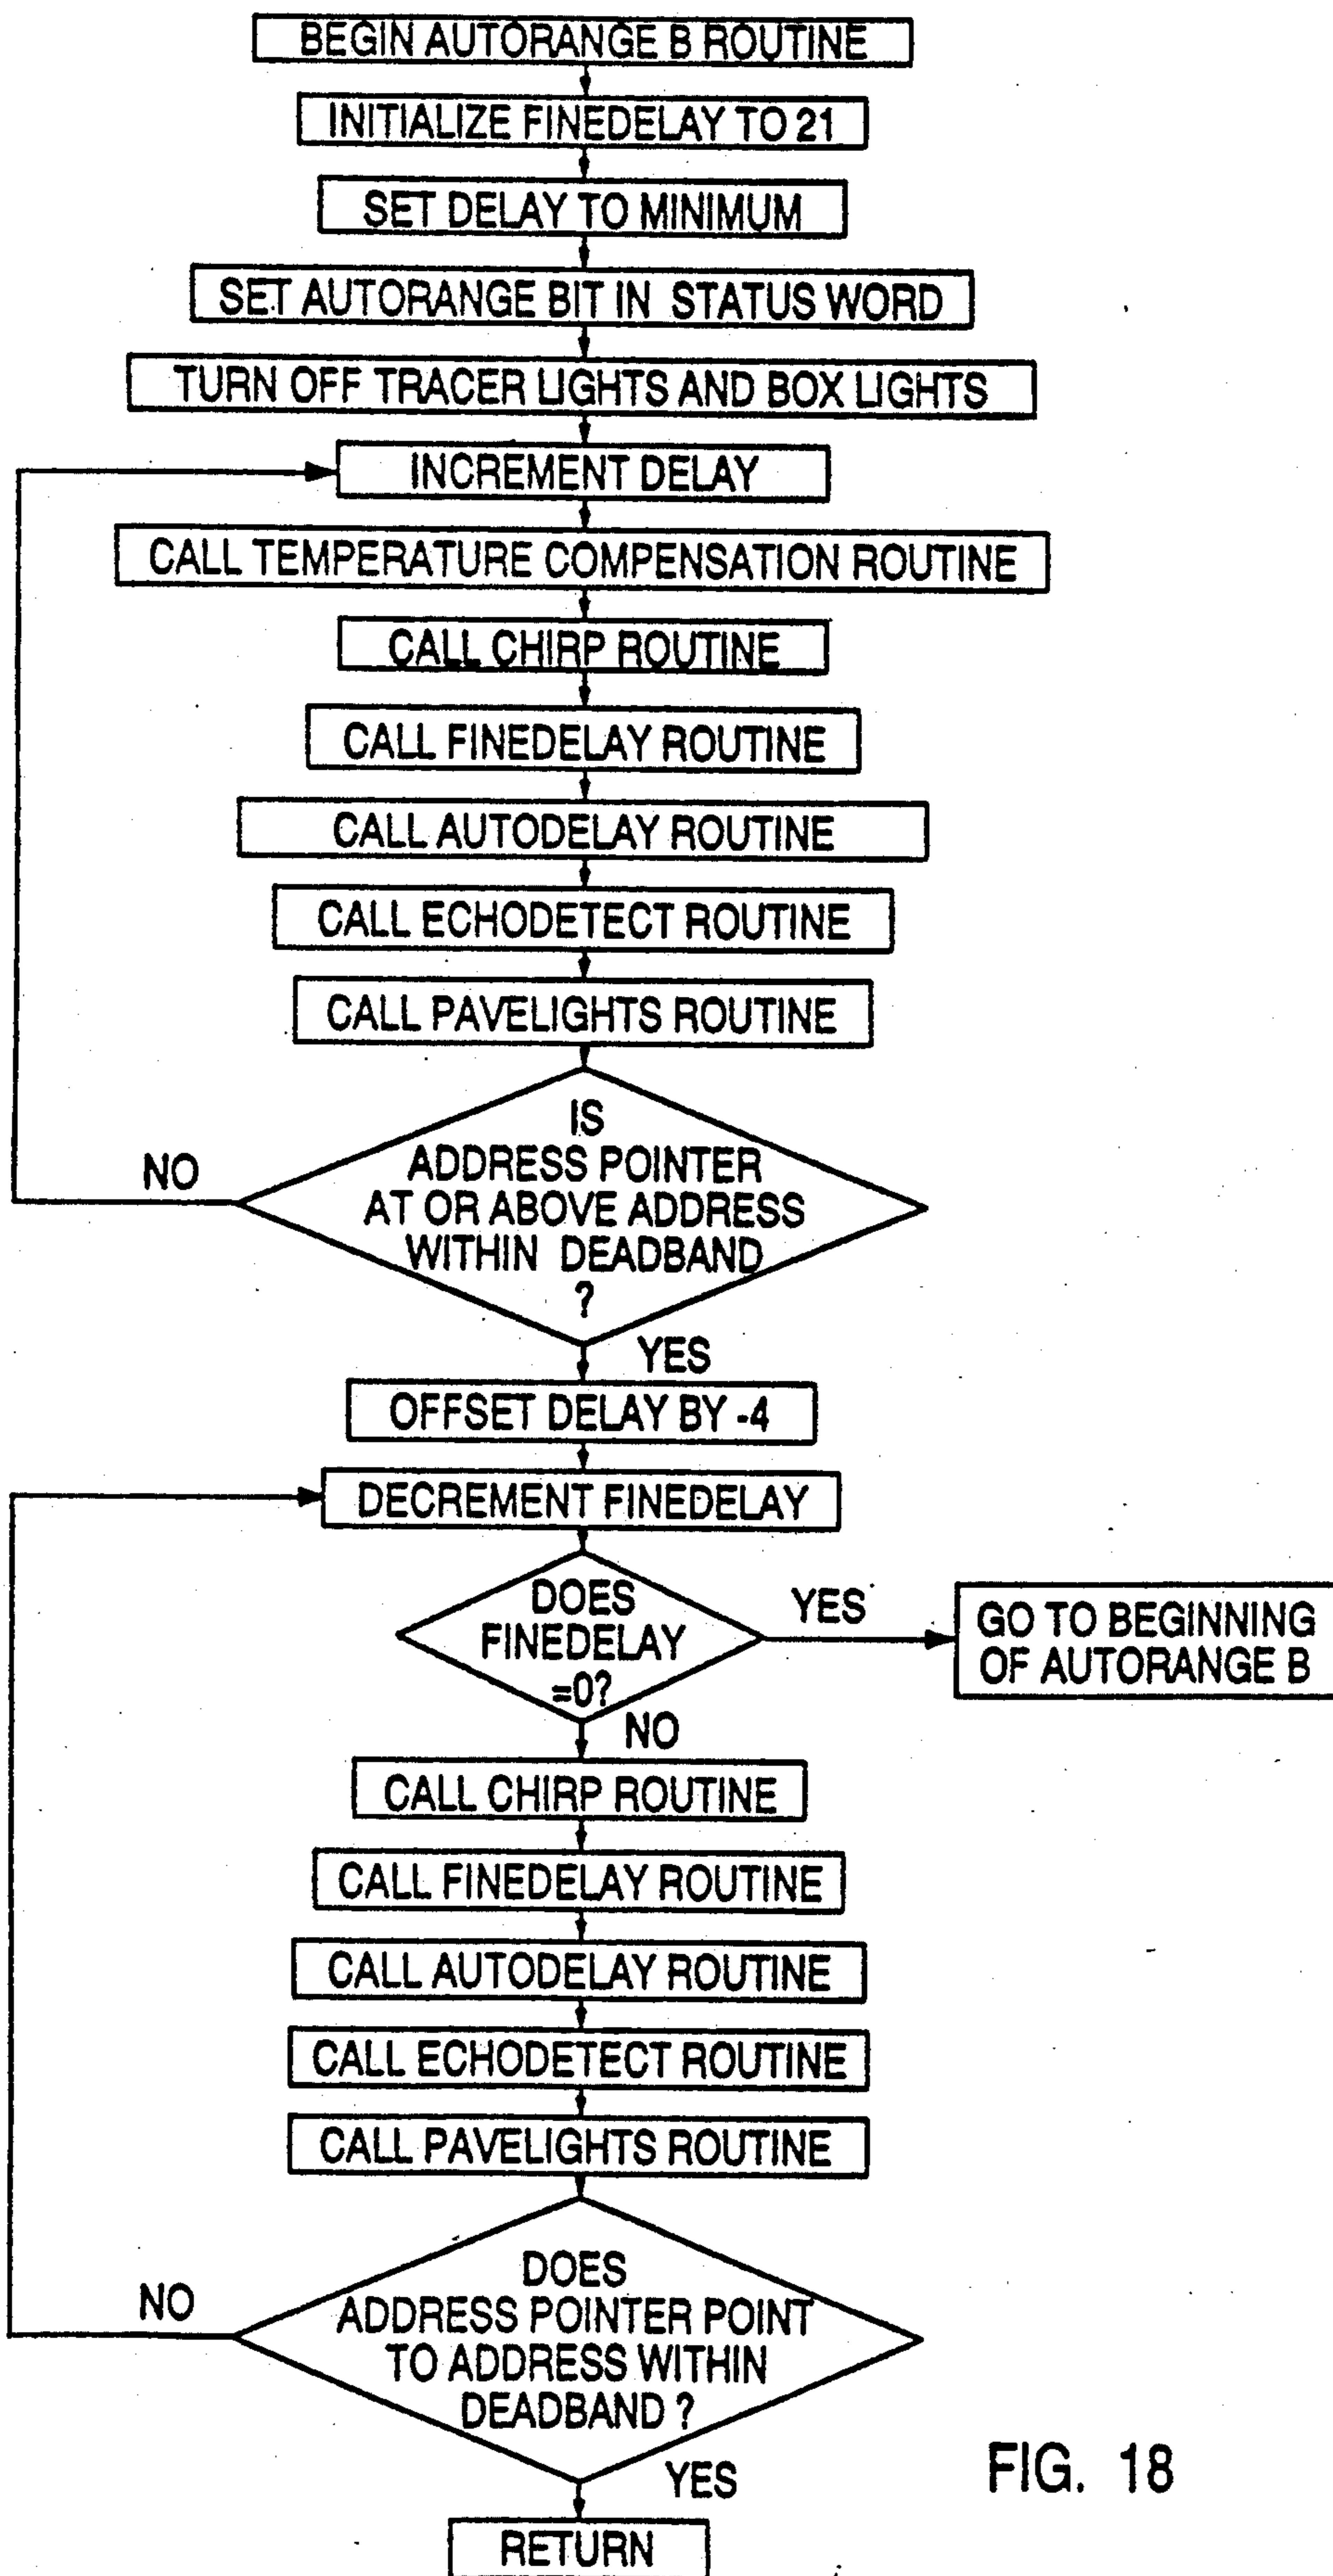 BEGIN AUTORANGE B ROUTINE
INITIALIZE FINEDELAY TO 21
SET DELAY TO MINIMUM
SET AUTORANGE BIT IN STATUS WORD
TURN OFF TRACER LIGHTS AND BOX LIGHTS
INCREMENT DELAY
CALL TEMPERATURE COMPENSATION ROUTINE
CALL CHIRP ROUTINE
CALL FINEDELAY ROUTINE
CALL AUTODELAY ROUTINE
CALL ECHODETECT ROUTINE
CALL PAVELIGHTS ROUTINE
IS
ADDRESS POINTER
AT OR ABOVE ADDRESS
WITHIN DEADBAND
?
NO
YES
OFFSET DELAY BY -4
DECREMENT FINEDELAY
DOES
FINEDELAY
=0?
YES
GO TO BEGINNING
OF AUTORANGE B
NO
CALL CHIRP ROUTINE
CALL FINEDELAY ROUTINE
CALL AUTODELAY ROUTINE
CALL ECHODETECT ROUTINE
CALL PAVELIGHTS ROUTINE
DOES
ADDRESS POINTER POINT
TO ADDRESS WITHIN
DEADBAND ?
NO
YES
RETURN
FIG. 18